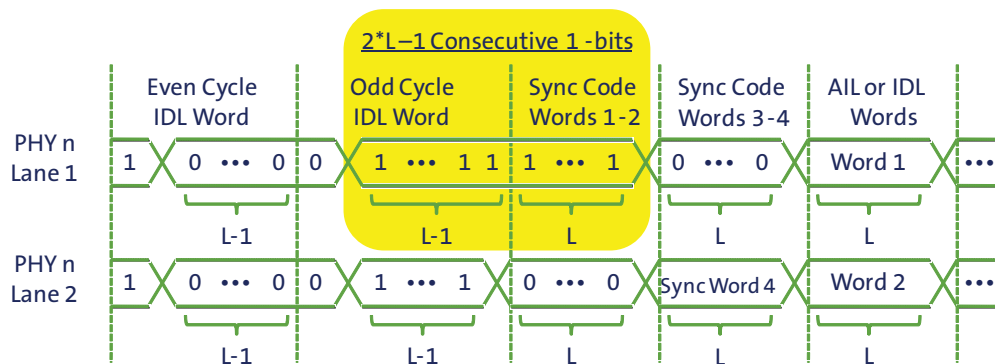 2*L–1 Consecutive 1 -bits
Even Cycle
IDL Word
Odd Cycle
IDL Word
Sync Code
Words 1-2
Sync Code
Words 3-4
AIL or IDL
Words
PHY n
Lane 1
1 0 ••• 0 0 1 ••• 1 1 1 ••• 1 0 ••• 0 Word 1 •••
L-1 L-1 L L L
PHY n
Lane 2
1 0 ••• 0 0 1 ••• 1 0 ••• 0 Sync Word 4 Word 2 •••
L-1 L-1 L L L